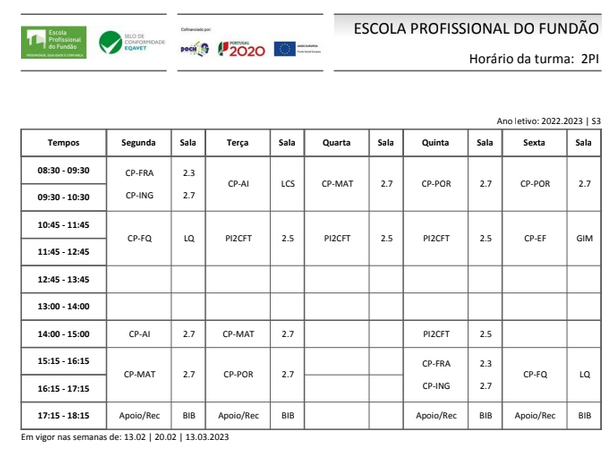 Escola
Profissional
do Fundão
SELO DE
CONFORMIDADE
EQAVET
Cofinanciado por:
poch
PORTUGAL
2020
UNIÃO EUROPEIA
Fundo Social Europeu
ESCOLA PROFISSIONAL DO FUNDÃO
Horário da turma: 2PI
Ano letivo: 2022.2023 | S3
Tempos Segunda Sala Terça Sala Quarta Sala Quinta Sala Sexta Sala
08:30 - 09:30 CP-FRA 2.3
CP-AI LCS CP-MAT 2.7 CP-POR 2.7 CP-POR 2.7
09:30 - 10:30 CP-ING 2.7
10:45 - 11:45
CP-FQ LQ PI2CFT 2.5 PI2CFT 2.5 PI2CFT 2.5 CP-EF GIM
11:45 - 12:45
12:45 - 13:45
13:00 - 14:00
14:00 - 15:00 CP-AI 2.7 CP-MAT 2.7 PI2CFT 2.5
15:15 - 16:15 CP-FRA 2.3
CP-MAT 2.7 CP-POR 2.7 CP-FQ LQ
16:15 - 17:15 CP-ING 2.7
17:15 - 18:15 Apoio/Rec BIB Apoio/Rec BIB Apoio/Rec BIB Apoio/Rec BIB
Em vigor nas semanas de: 13.02 | 20.02 | 13.03.2023